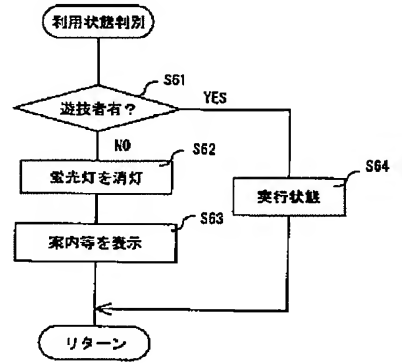 利用状態判別
S61
遊技者有?
YES
NO
S62
蛍光灯を消灯
S64
実行状態
S63
案内等を表示
リターン